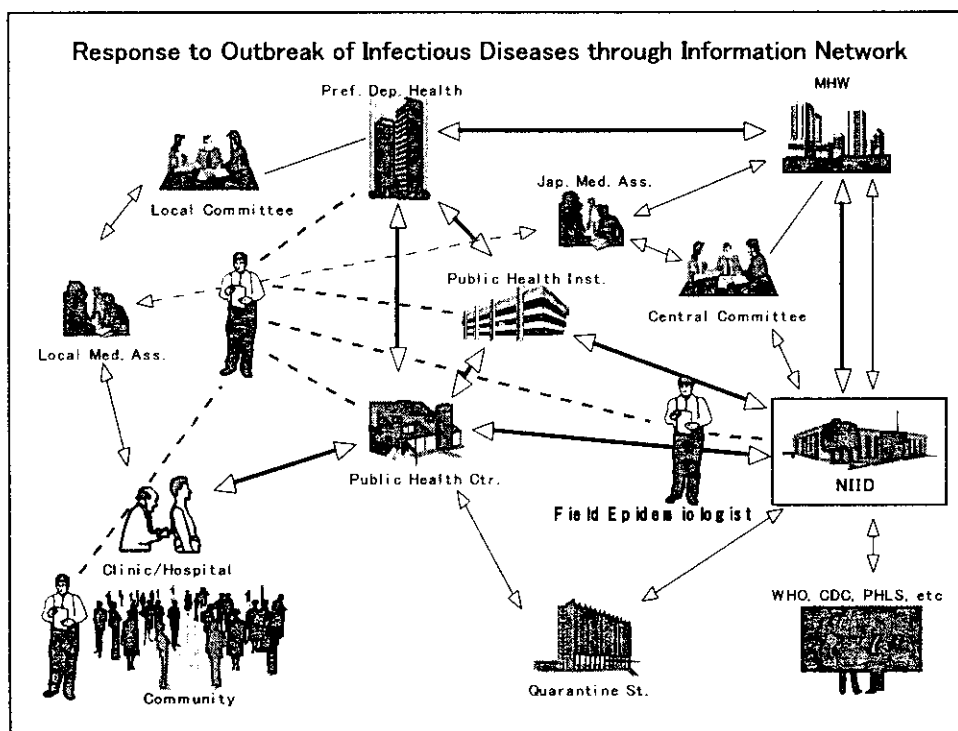 Response to Outbreak of Infectious Diseases through Information Network
MHW
Pref. Dep. Health
Jap. Med. Ass.
Local Committee
Public Health Inst.
Central Committee
Local Med. Ass.
Public Health Ctr.
NIID
Field Epidemiologist
Clinic/Hospital
WHO, CDC, PHLS, etc
Quarantine St.
Community